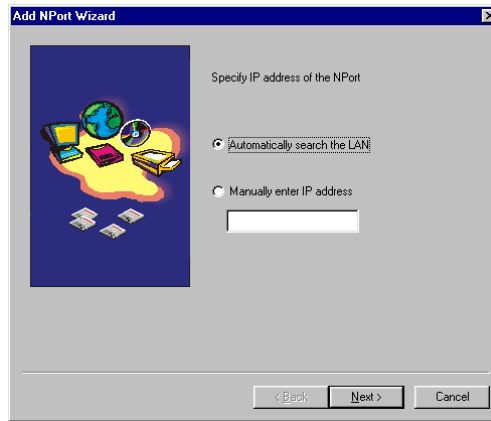 Add NPort Wizard
Specify IP address of the NPort
Automatically search the LAN
Manually enter IP address
< Back
Next >
Cancel